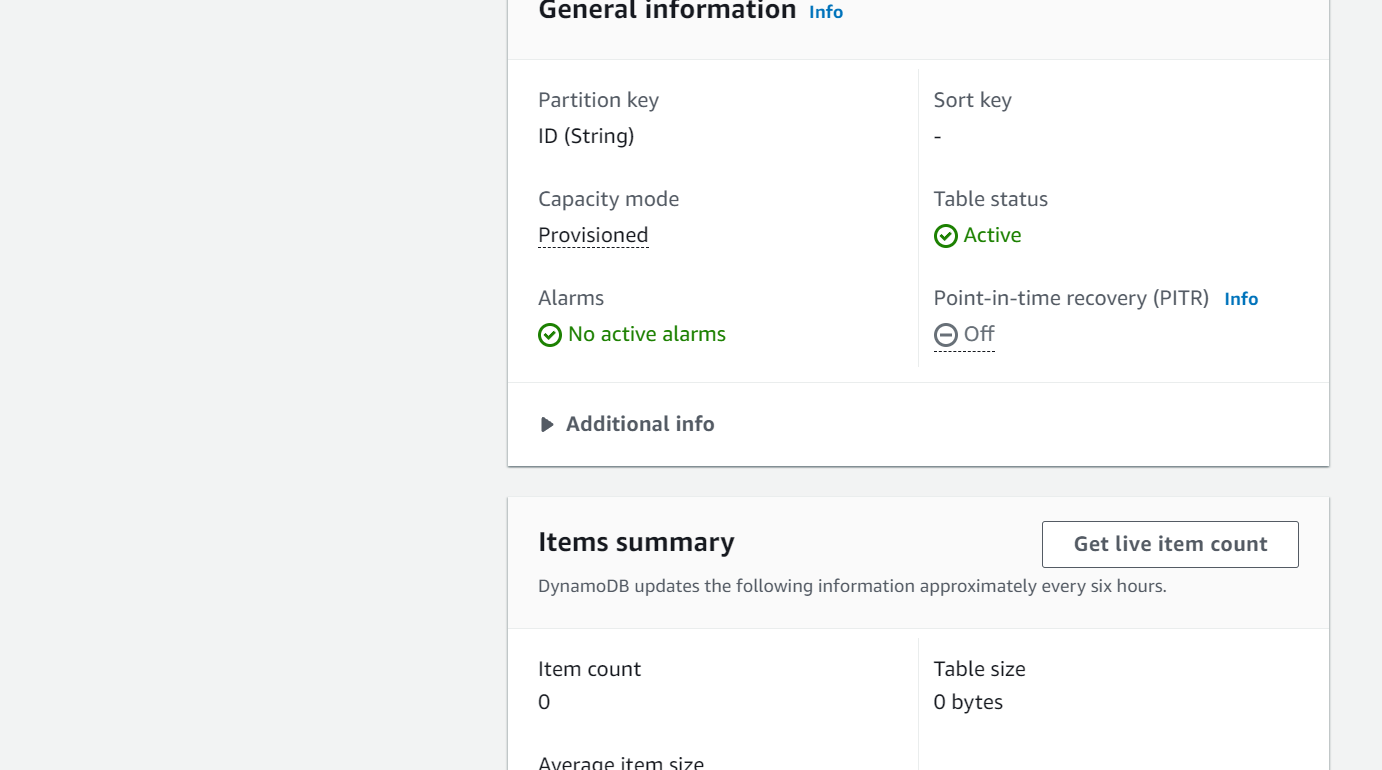 General information Info
Partition key
ID (String)
Sort key
-
Capacity mode
Provisioned
Table status
Active
Alarms
No active alarms
Point-in-time recovery (PITR) Info
Off
Additional info
Items summary
Get live item count
DynamoDB updates the following information approximately every six hours.
Item count
0
Table size
0 bytes
Average item size